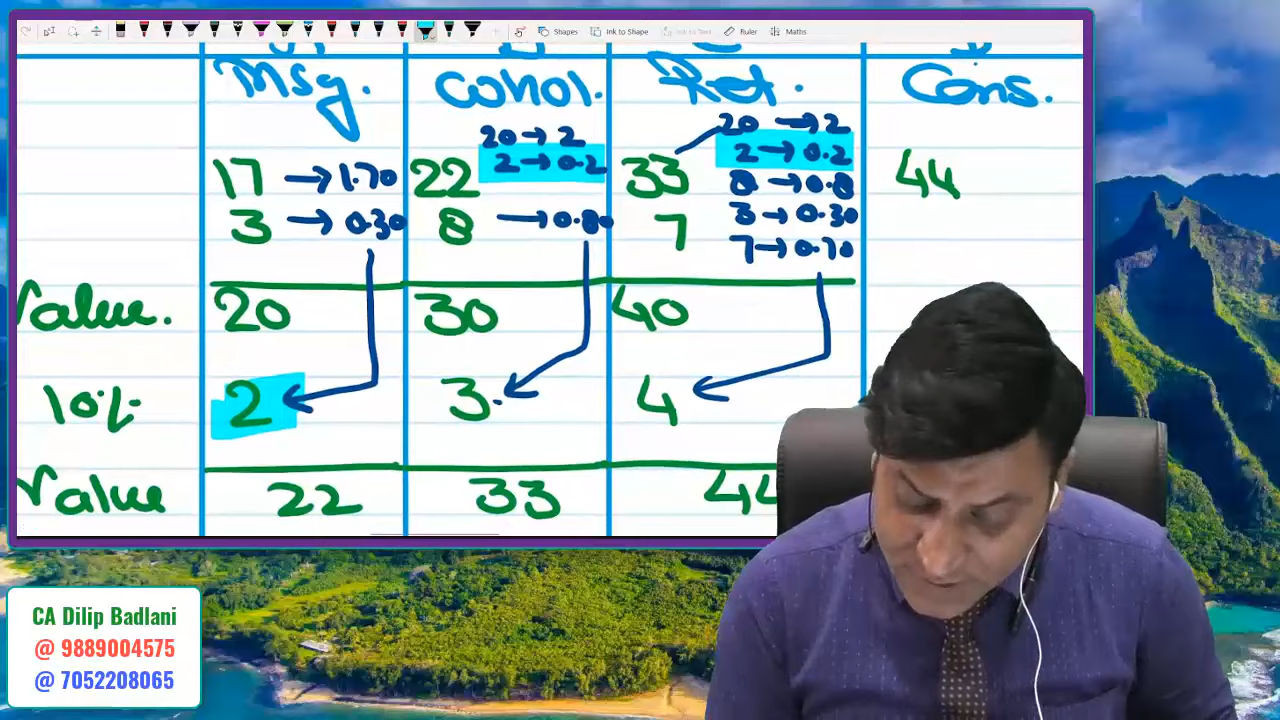 Shapes Ink to Shape Ink to Text Ruler Maths
Msg. Cohol. Ret. Cons.
20 → 2 20 → 2
2 → 0.2 2 → 0.2
17 → 1.70 22 33 8 → 0.8 44
3 → 0.30 8 → 0.80 7 3 → 0.30
7 → 0.70
Value. 20 30 40
10% 2 3. 4
Value 22 33 44
CA Dilip Badlani
@ 9889004575
@ 7052208065